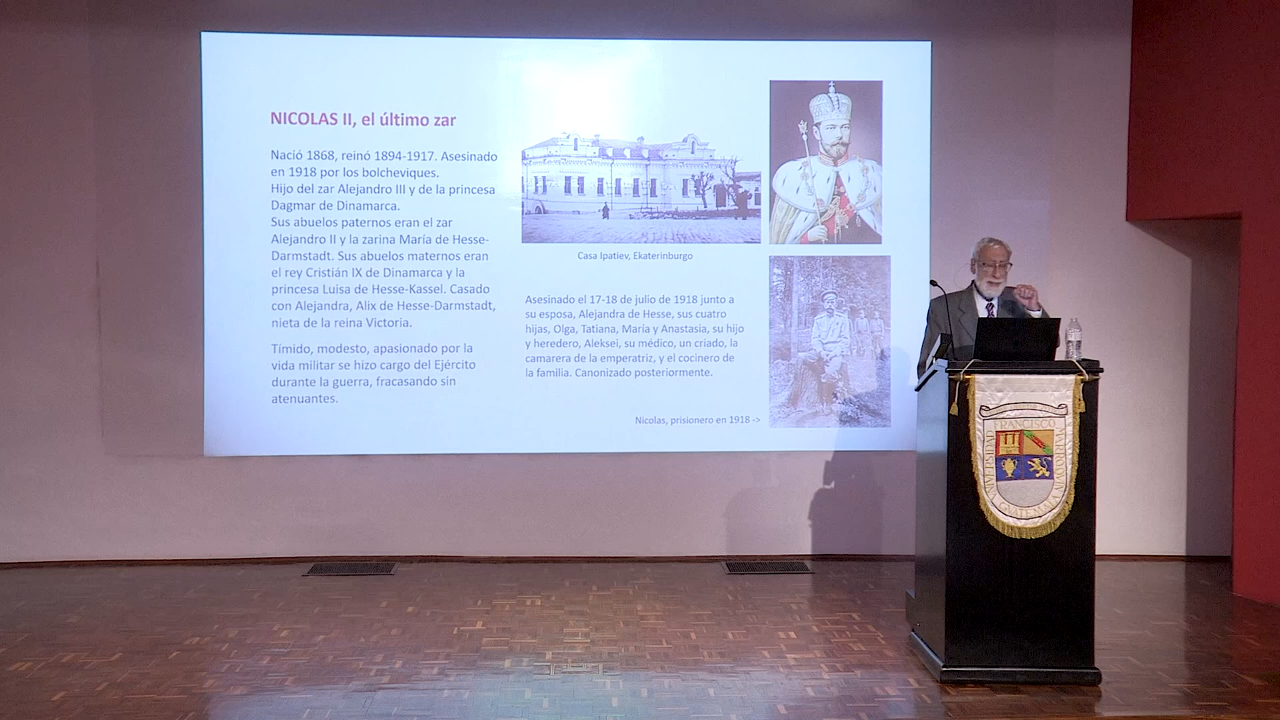 NICOLAS II, el último zar
Nació 1868, reinó 1894-1917. Asesinado
en 1918 por los bolcheviques.
Hijo del zar Alejandro III y de la princesa
Dagmar de Dinamarca.
Sus abuelos paternos eran el zar
Alejandro II y la zarina María de Hesse-
Darmstadt. Sus abuelos maternos eran
el rey Cristián IX de Dinamarca y la
princesa Luisa de Hesse-Kassel. Casado
con Alejandra, Alix de Hesse-Darmstadt,
nieta de la reina Victoria.
Tímido, modesto, apasionado por la
vida militar se hizo cargo del Ejército
durante la guerra, fracasando sin
atenuantes.
Casa Ipatiev, Ekaterinburgo
Asesinado el 17-18 de julio de 1918 junto a
su esposa, Alejandra de Hesse, sus cuatro
hijas, Olga, Tatiana, María y Anastasia, su hijo
y heredero, Aleksei, su médico, un criado, la
camarera de la emperatriz, y el cocinero de
la familia. Canonizado posteriormente.
Nicolas, prisionero en 1918 ->
UNIVERSIDAD FRANCISCO MARROQUIN
GUATEMALA